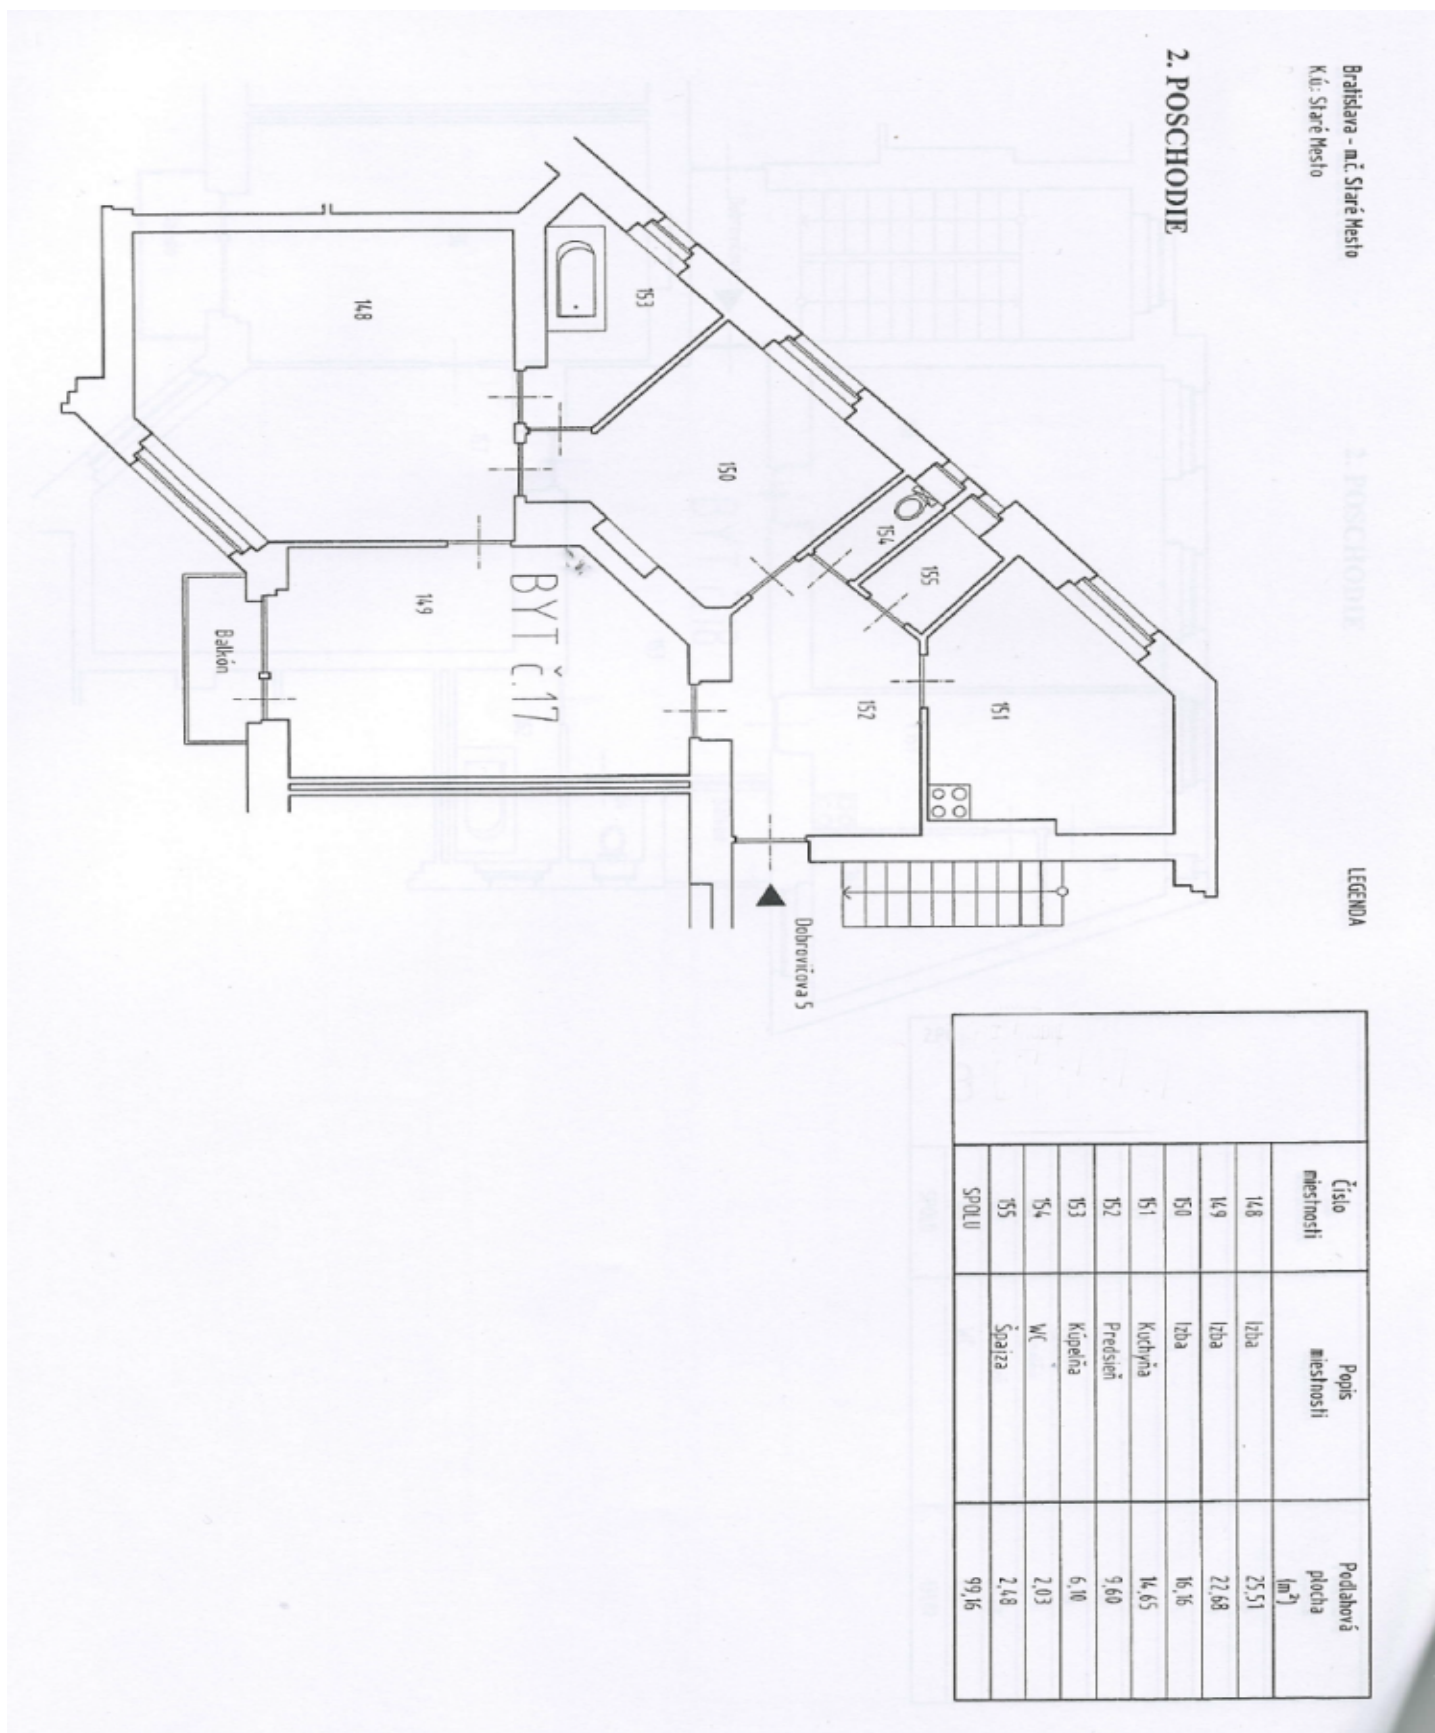 Bratislava - m.č. Staré Mesto
K.ú.: Staré Mesto
2. POSCHODIE
LEGENDA
Číslo miestnosti Popis miestnosti Podlahová plocha (m²)
148 Izba 25,51
149 Izba 22,68
150 Izba 16,16
151 Kuchyňa 14,65
152 Predsieň 9,60
153 Kúpelňa 6,10
154 WC 2,03
155 Špajza 2,48
SPOLU 99,16
153
148
150
154
155
151
152
149
BYT č.17
Balkón
Dobrovičova 5